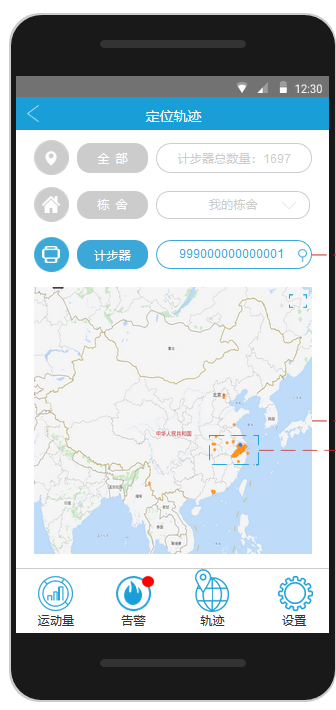 12:30
定位轨迹
全 部
计步器总数量：1697
栋 舍
我的栋舍
计步器
999000000000001
北京
中华人民共和国
运动量
告警
轨迹
设置